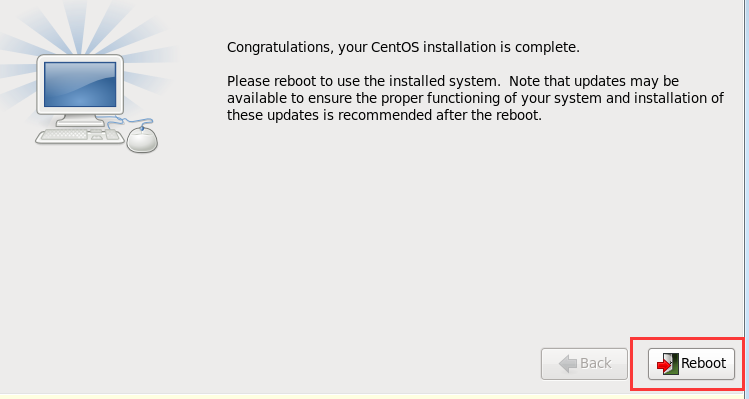 Congratulations, your CentOS installation is complete.
Please reboot to use the installed system.  Note that updates may be
available to ensure the proper functioning of your system and installation of
these updates is recommended after the reboot.
Back
Reboot